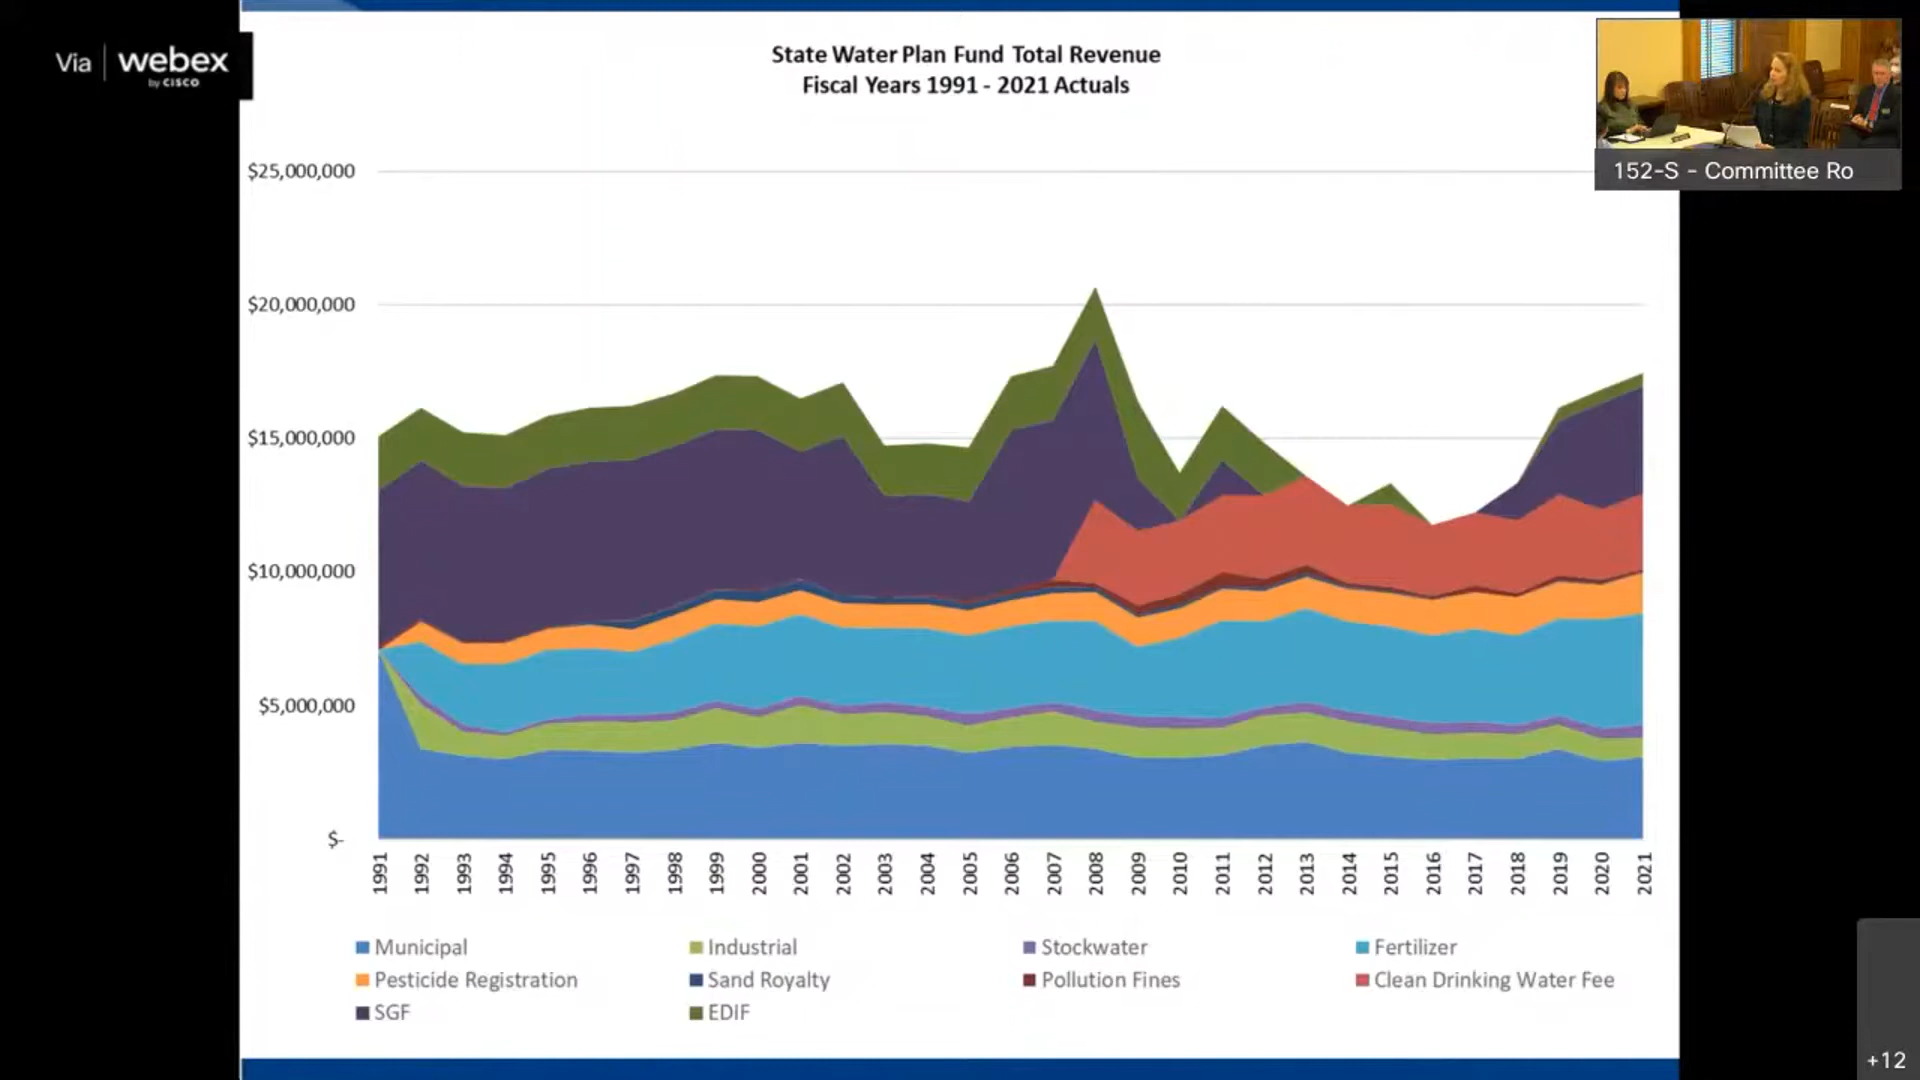 Via webex
by CISCO
State Water Plan Fund Total Revenue
Fiscal Years 1991 - 2021 Actuals
152-S - Committee Ro
$25,000,000
$20,000,000
$15,000,000
$10,000,000
$5,000,000
$-
1991 1992 1993 1994 1995 1996 1997 1998 1999 2000 2001 2002 2003 2004 2005 2006 2007 2008 2009 2010 2011 2012 2013 2014 2015 2016 2017 2018 2019 2020 2021
Municipal Industrial Stockwater Fertilizer
Pesticide Registration Sand Royalty Pollution Fines Clean Drinking Water Fee
SGF EDIF
+12